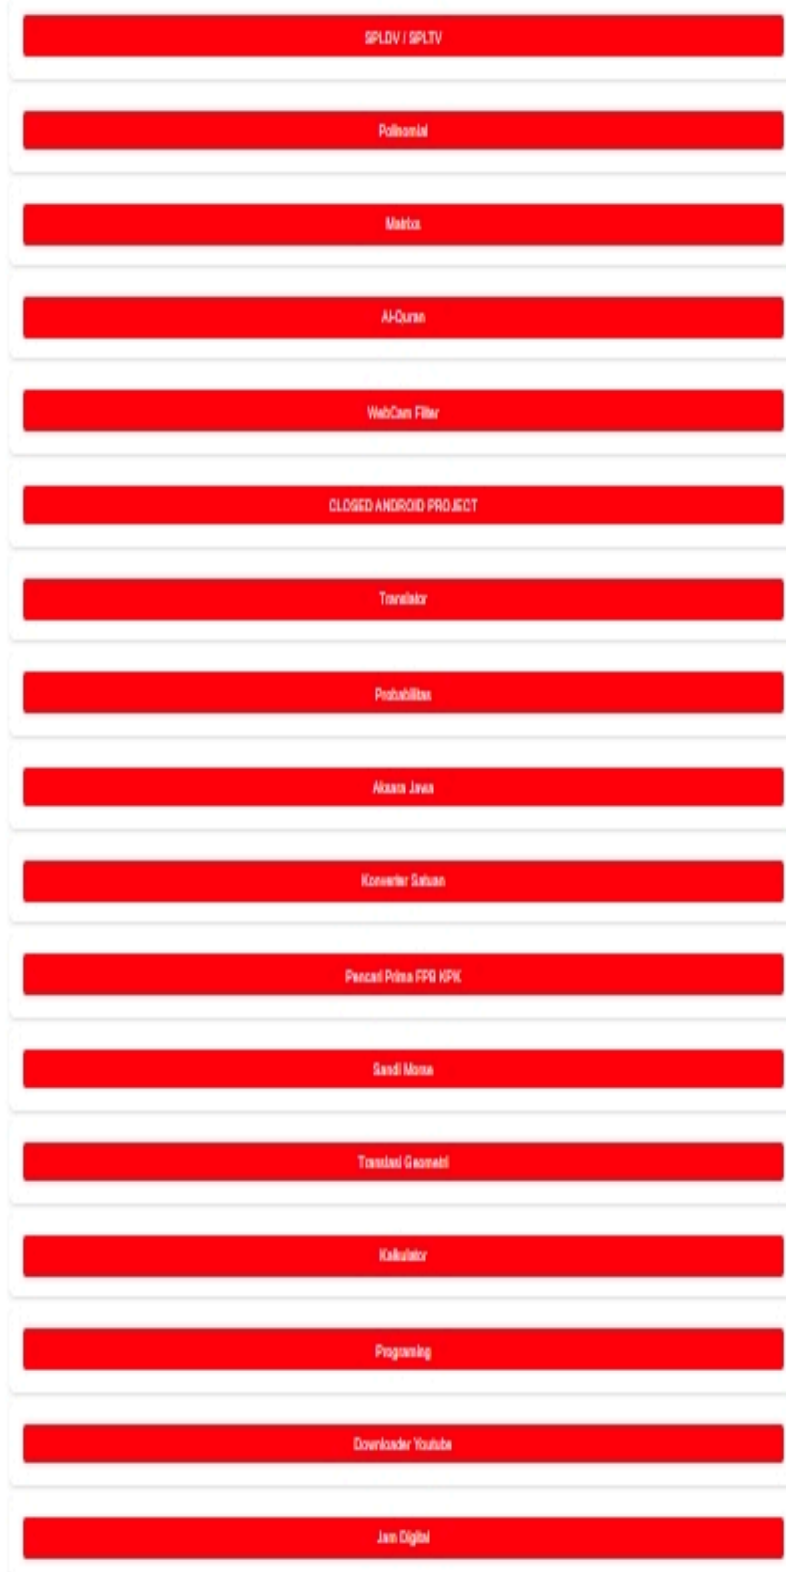 SPLDV / SPLTV
Polinomial
Matrixs
Al-Quran
WebCam Filter
CLOSED ANDROID PROJECT
Translator
Probabilitas
Aksara Jawa
Konverter Satuan
Pencari Prima FPB KPK
Sandi Morse
Translasi Geometri
Kalkulator
Programing
Downloader Youtube
Jam Digital